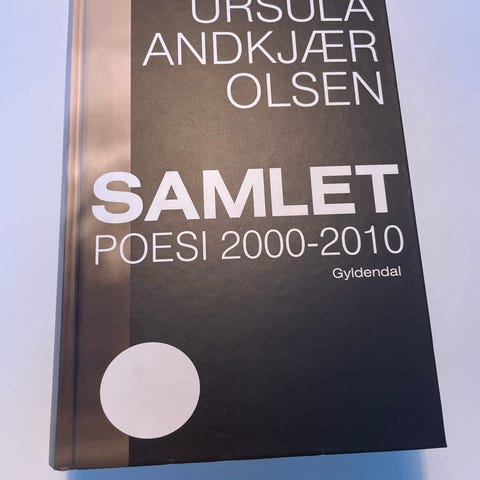 URSULA
ANDKJÆR
OLSEN
SAMLET
POESI 2000-2010
Gyldendal